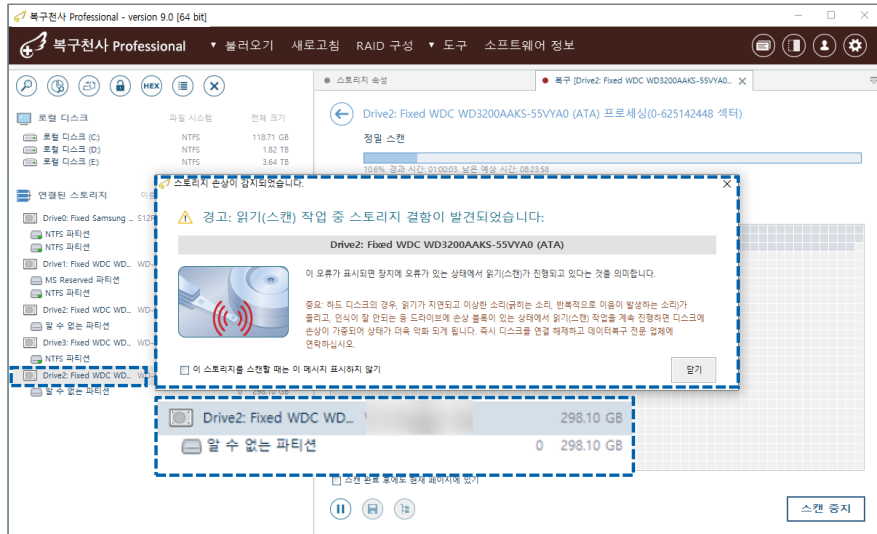 복구천사 Professional - version 9.0 [64 bit]
복구천사 Professional ▼ 불러오기 새로고침 RAID 구성 ▼ 도구 소프트웨어 정보
HEX
스토리지 속성
복구 [Drive2: Fixed WDC WD3200AAKS-55VYA0...
로컬 디스크 파일 시스템 전체 크기
로컬 디스크 (C:) NTFS 118.71 GB
로컬 디스크 (D:) NTFS 1.82 TB
로컬 디스크 (E:) NTFS 3.64 TB
연결된 스토리지
Drive0: Fixed Samsung ... S12P
NTFS 파티션
NTFS 파티션
Drive1: Fixed WDC WD... WD-
MS Reserved 파티션
NTFS 파티션
Drive2: Fixed WDC WD... WD-
알 수 없는 파티션
Drive3: Fixed WDC WD... WD-
NTFS 파티션
Drive2: Fixed WDC WD...
알 수 없는 파티션 0 298.10 GB
Drive2: Fixed WDC WD3200AAKS-55VYA0 (ATA) 프로세싱(0-625142448 섹터)
정밀 스캔
10.6%, 경과 시간: 01:00:03, 남은 예상 시간: 08:23:58
스토리지 손상이 감지되었습니다.
경고: 읽기(스캔) 작업 중 스토리지 결함이 발견되었습니다:
Drive2: Fixed WDC WD3200AAKS-55VYA0 (ATA)
이 오류가 표시되면 장치에 오류가 있는 상태에서 읽기(스캔)가 진행되고 있다는 것을 의미합니다.
중요: 하드 디스크의 경우, 읽기가 지연되고 이상한 소리(긁히는 소리, 반복적으로 이음이 발생하는 소리)가
들리고, 인식이 잘 안되는 등 드라이브에 손상 블록이 있는 상태에서 읽기(스캔) 작업을 계속 진행하면 디스크에
손상이 가중되어 상태가 더욱 악화 되게 됩니다. 즉시 디스크를 연결 해제하고 데이터복구 전문 업체에
연락하십시오.
이 스토리지를 스캔할 때는 이 메시지 표시하지 않기
닫기
Drive2: Fixed WDC WD... 298.10 GB
알 수 없는 파티션 0 298.10 GB
스캔 완료 후에도 현재 페이지에 있기
스캔 중지